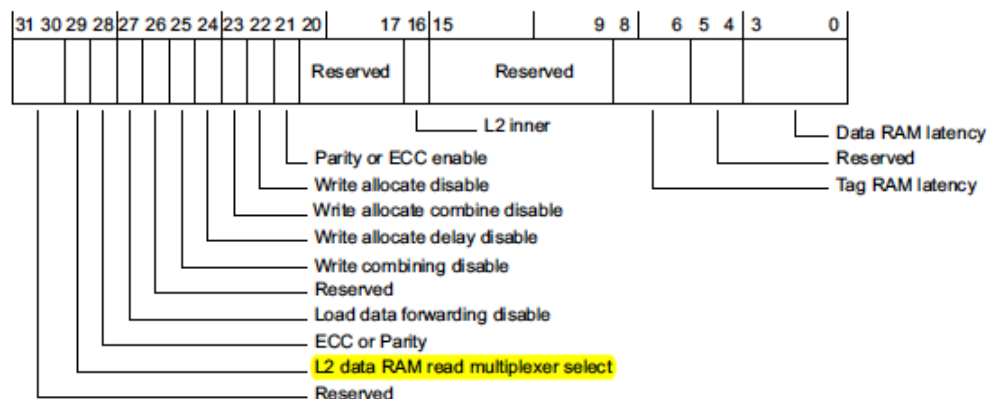 31 30 29 28 27 26 25 24 23 22 21 20 17 16 15 9 8 6 5 4 3 0
Reserved Reserved
L2 inner
Data RAM latency
Parity or ECC enable
Reserved
Write allocate disable
Tag RAM latency
Write allocate combine disable
Write allocate delay disable
Write combining disable
Reserved
Load data forwarding disable
ECC or Parity
L2 data RAM read multiplexer select
Reserved